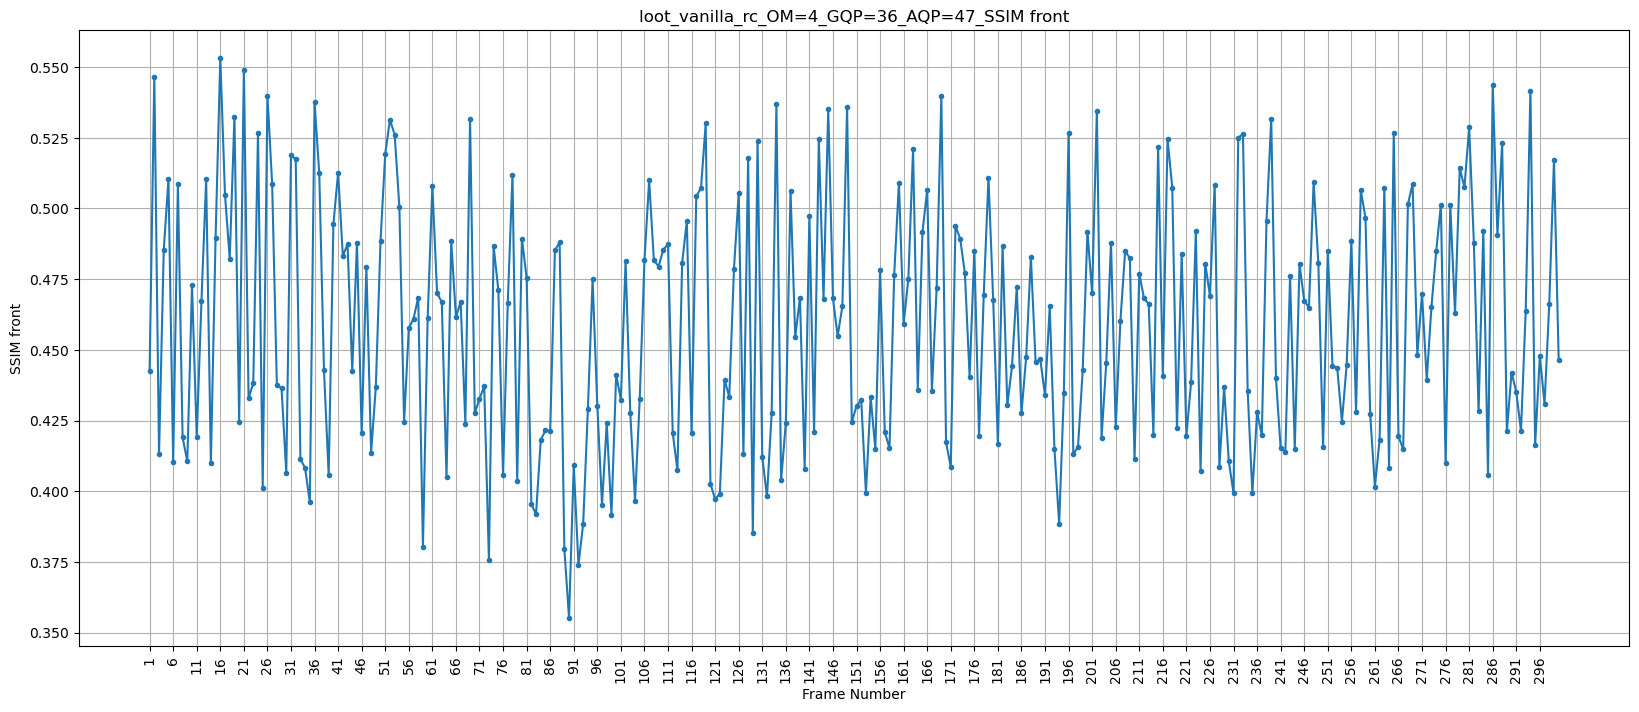 loot_vanilla_rc_OM=4_GQP=36_AQP=47_SSIM front
SSIM front
0.550
0.525
0.500
0.475
0.450
0.425
0.400
0.375
0.350
1 6 11 16 21 26 31 36 41 46 51 56 61 66 71 76 81 86 91 96 101 106 111 116 121 126 131 136 141 146 151 156 161 166 171 176 181 186 191 196 201 206 211 216 221 226 231 236 241 246 251 256 261 266 271 276 281 286 291 296
Frame Number